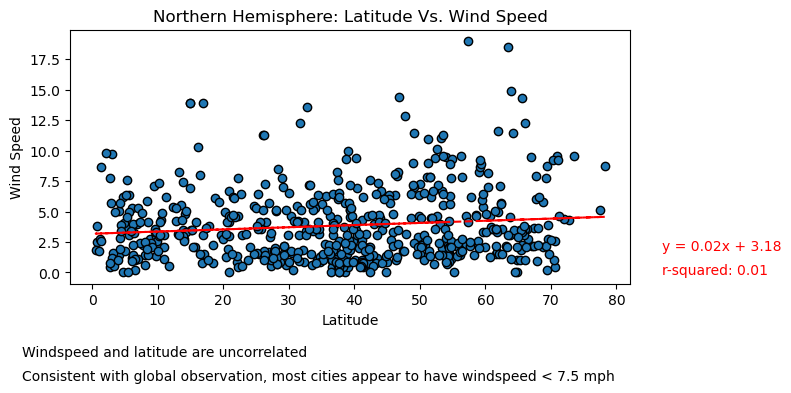 Northern Hemisphere: Latitude Vs. Wind Speed
17.5
15.0
12.5
10.0
7.5
5.0
2.5
0.0
Wind Speed
0 10 20 30 40 50 60 70 80
Latitude
y = 0.02x + 3.18
r-squared: 0.01
Windspeed and latitude are uncorrelated
Consistent with global observation, most cities appear to have windspeed < 7.5 mph